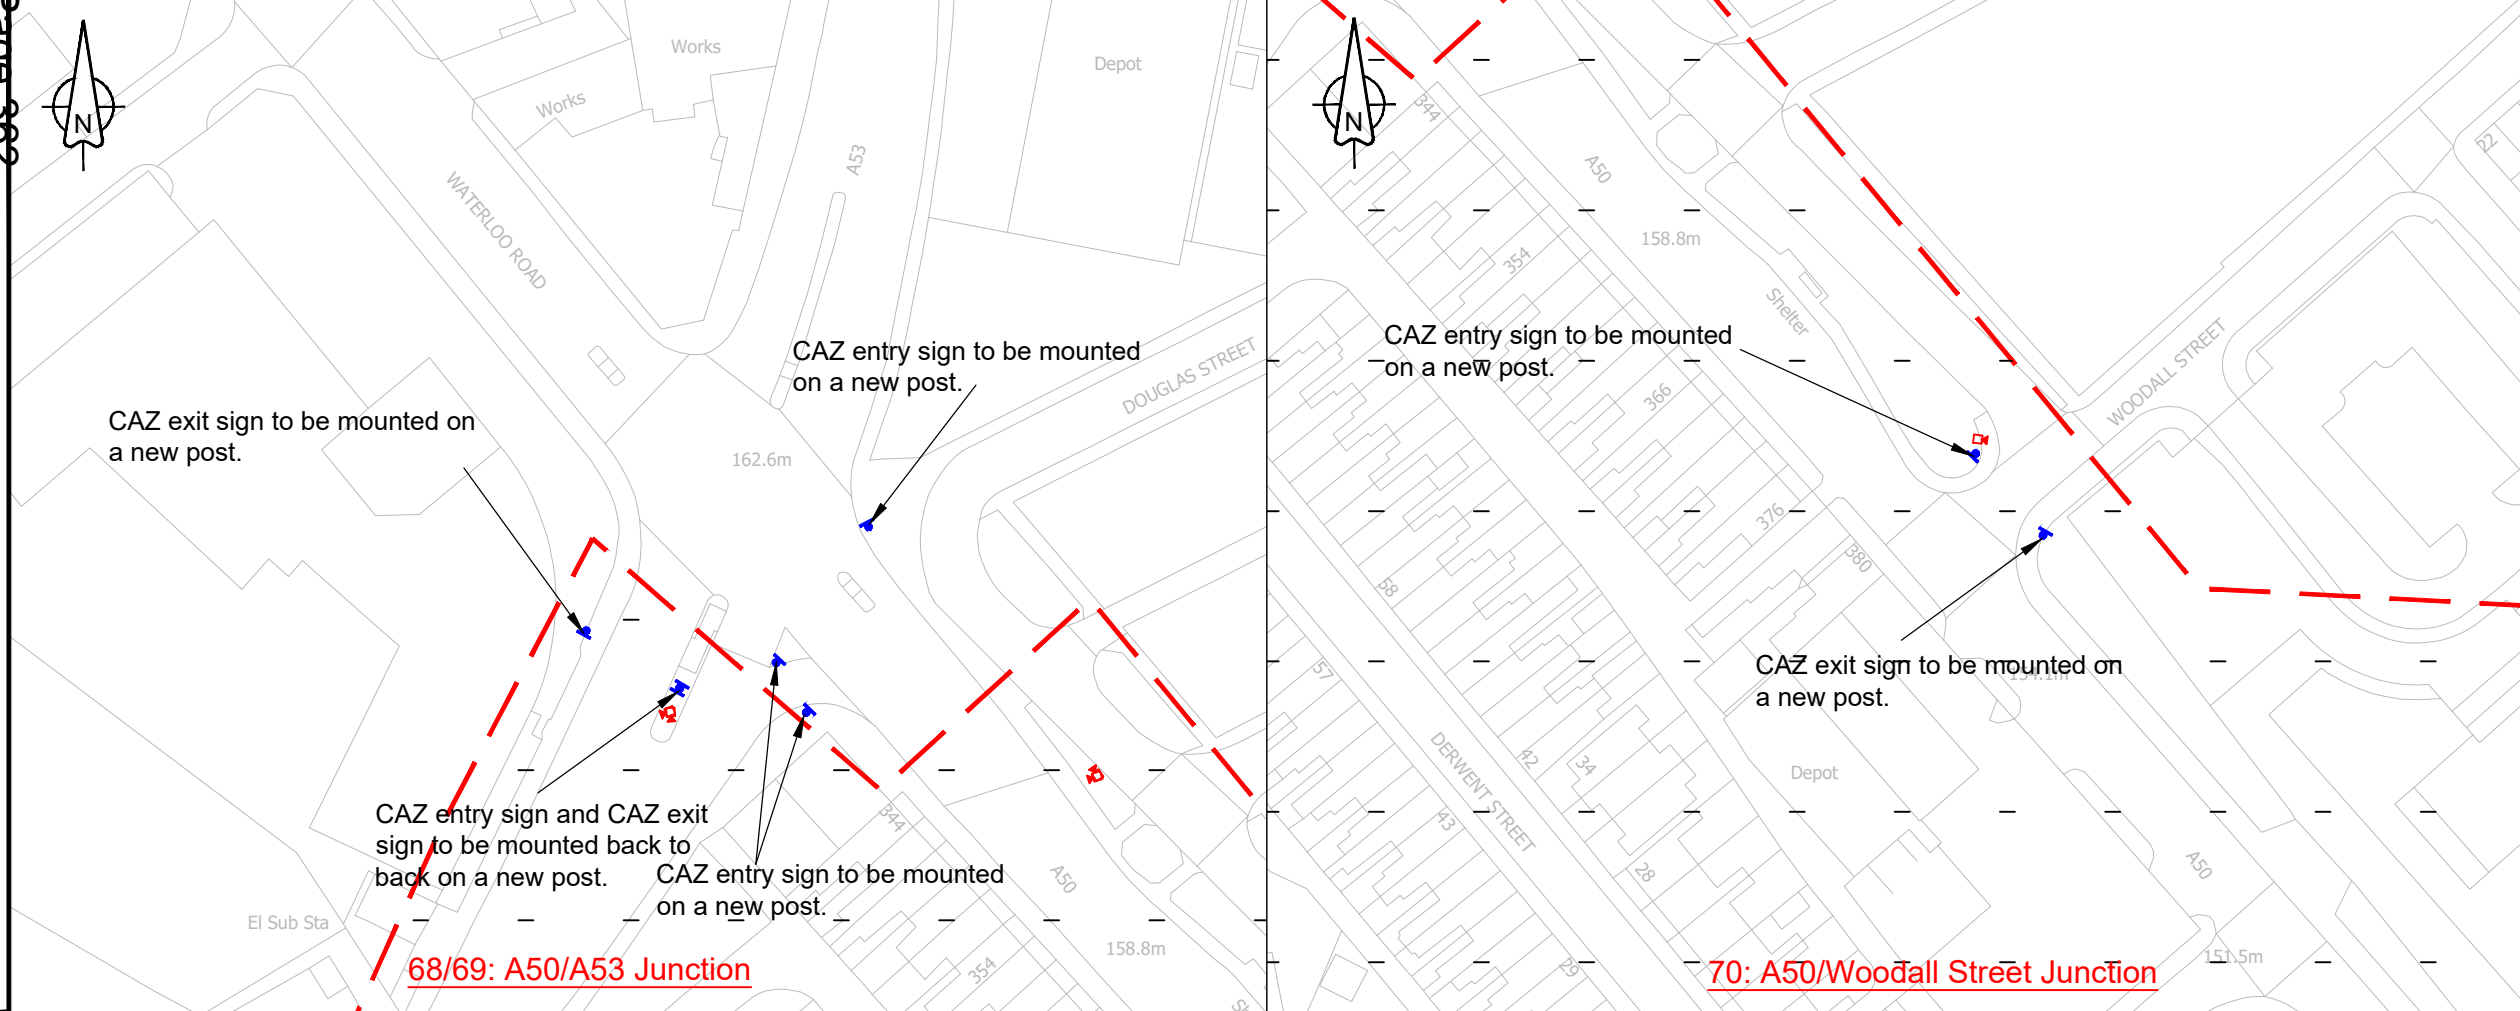 N
Works
Works
Depot
A53
WATERLOO ROAD
CAZ entry sign to be mounted
on a new post.
DOUGLAS STREET
CAZ exit sign to be mounted on
a new post.
162.6m
CAZ entry sign and CAZ exit
sign to be mounted back to
back on a new post.
CAZ entry sign to be mounted
on a new post.
344
A50
El Sub Sta
158.8m
354
68/69: A50/A53 Junction
N
344
A50
22
158.8m
354
Shelter
CAZ entry sign to be mounted
on a new post.
WOODALL STREET
366
376
380
58
57
CAZ exit sign to be mounted on
a new post.
DERWENT STREET
42
34
Depot
43
28
A50
29
151.5m
70: A50/Woodall Street Junction